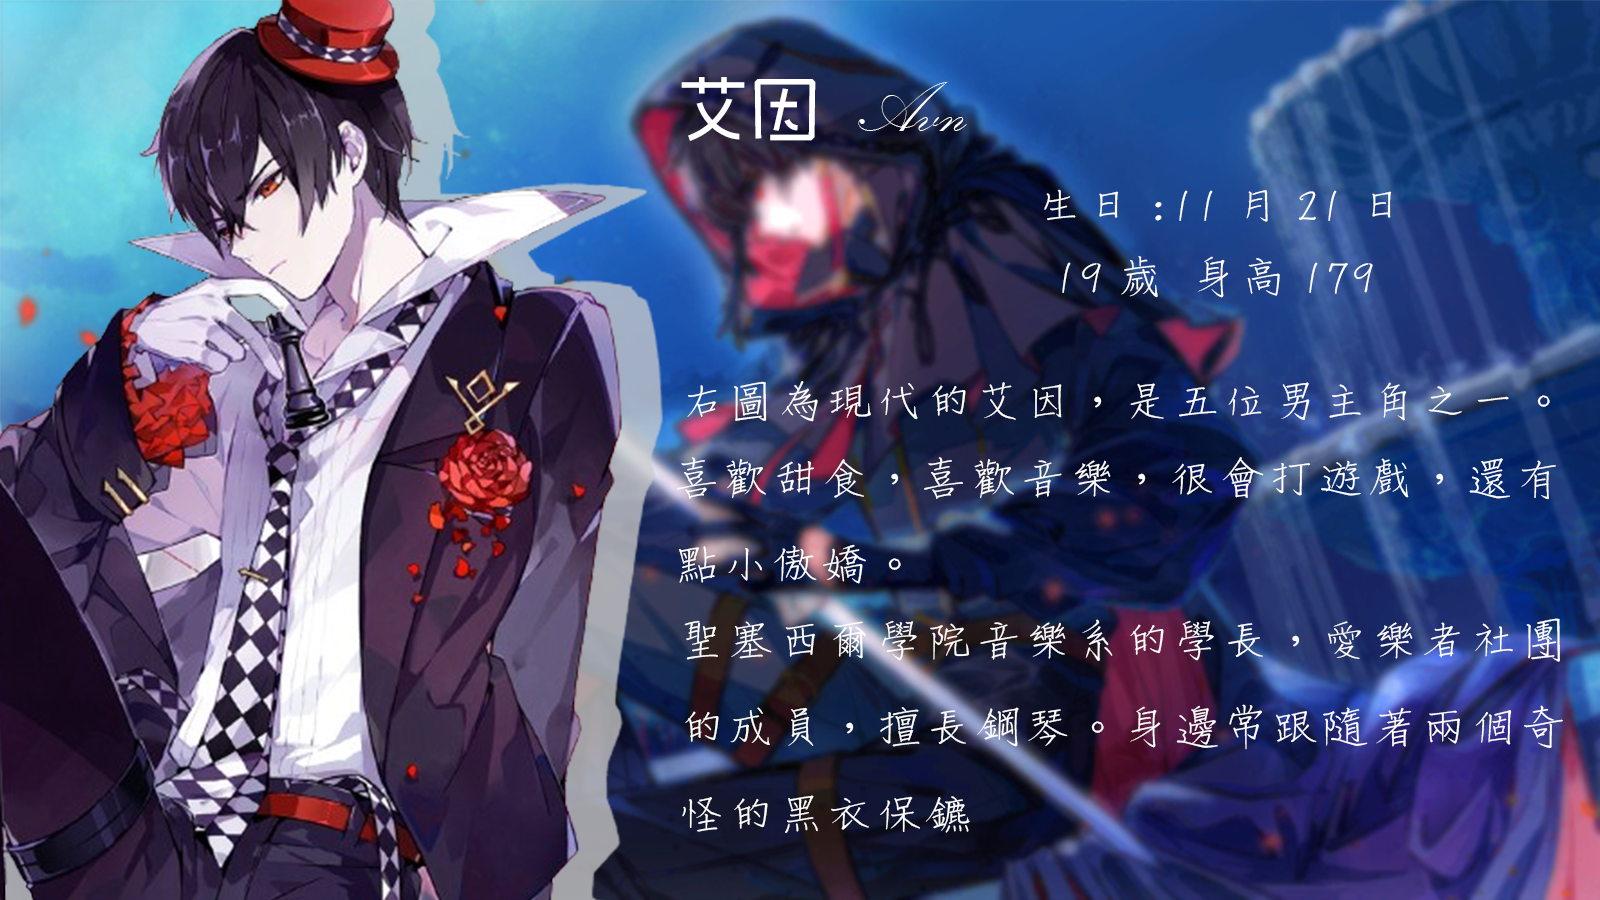 艾因 Avn
生日:11月21日
19歲 身高179
右圖為現代的艾因，是五位男主角之一。
喜歡甜食，喜歡音樂，很會打遊戲，還有
點小傲嬌。
聖塞西爾學院音樂系的學長，愛樂者社團
的成員，擅長鋼琴。身邊常跟隨著兩個奇
怪的黑衣保鑣